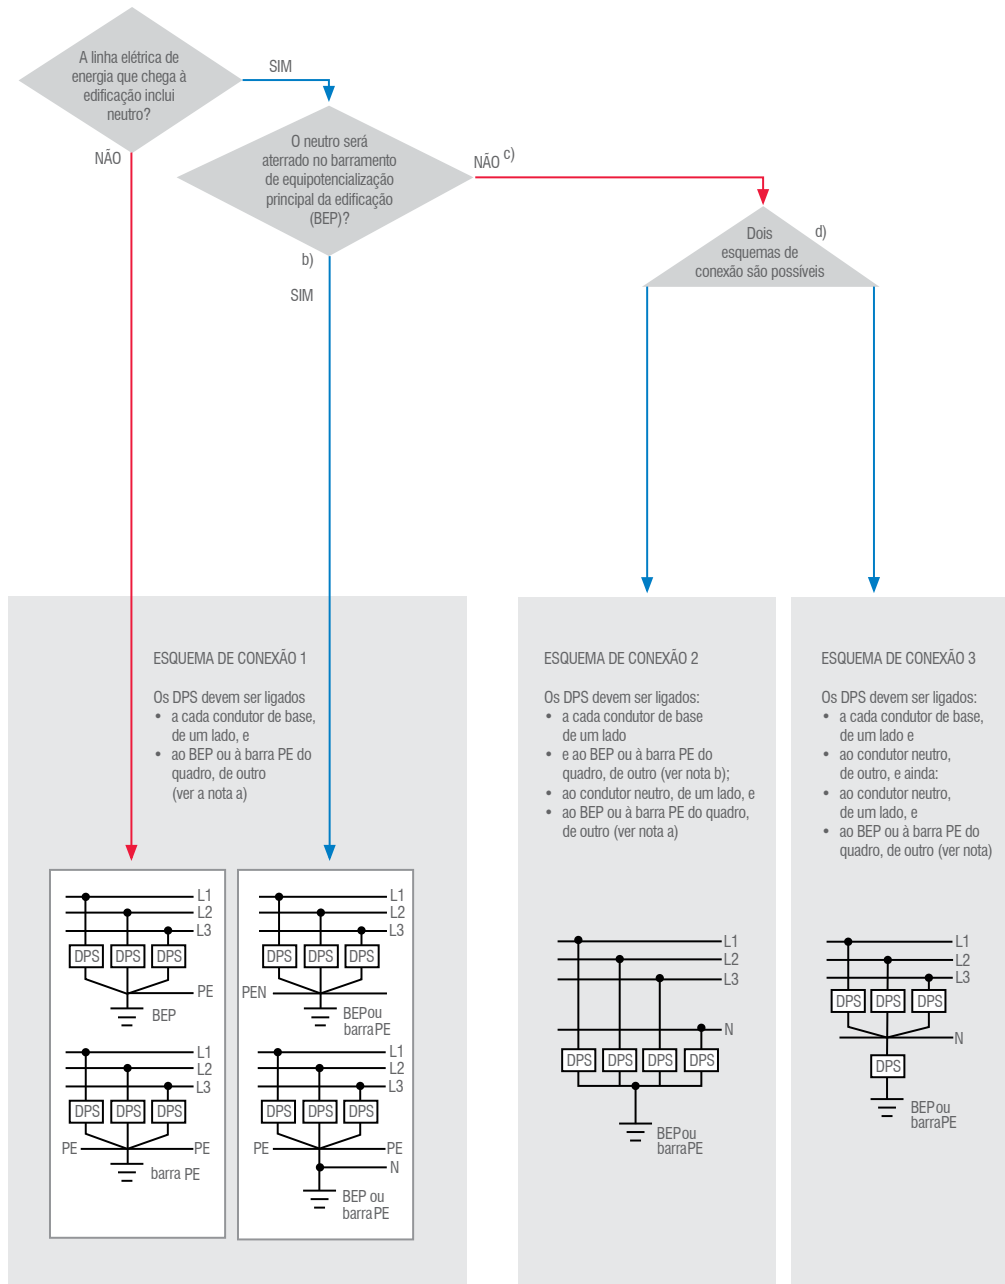 A linha elétrica de
energia que chega à
edificação inclui
neutro?
SIM
NÃO
O neutro será
aterrado no barramento
de equipotencialização
principal da edificação
(BEP)?
NÃO c)
b)
SIM
Dois
esquemas de
conexão são possíveis
d)
ESQUEMA DE CONEXÃO 1
Os DPS devem ser ligados
• a cada condutor de base,
de um lado, e
• ao BEP ou à barra PE do
quadro, de outro
(ver a nota a)
L1
L2
L3
DPS DPS DPS
PE
BEP
L1
L2
L3
DPS DPS DPS
PE PE
barra PE
L1
L2
L3
DPS DPS DPS
PEN
BEP ou
barra PE
L1
L2
L3
DPS DPS DPS
PE PE
N
BEP ou
barra PE
ESQUEMA DE CONEXÃO 2
Os DPS devem ser ligados:
• a cada condutor de base
de um lado
• e ao BEP ou à barra PE do
quadro, de outro (ver nota b);
• ao condutor neutro, de um lado, e
• ao BEP ou à barra PE do quadro,
de outro (ver nota a)
L1
L2
L3
N
DPS DPS DPS DPS
BEP ou
barra PE
ESQUEMA DE CONEXÃO 3
Os DPS devem ser ligados:
• a cada condutor de base,
de um lado e
• ao condutor neutro,
de outro, e ainda:
• ao condutor neutro,
de um lado, e
• ao BEP ou à barra PE do
quadro, de outro (ver nota)
L1
L2
L3
DPS DPS DPS
N
DPS
BEP ou
barra PE